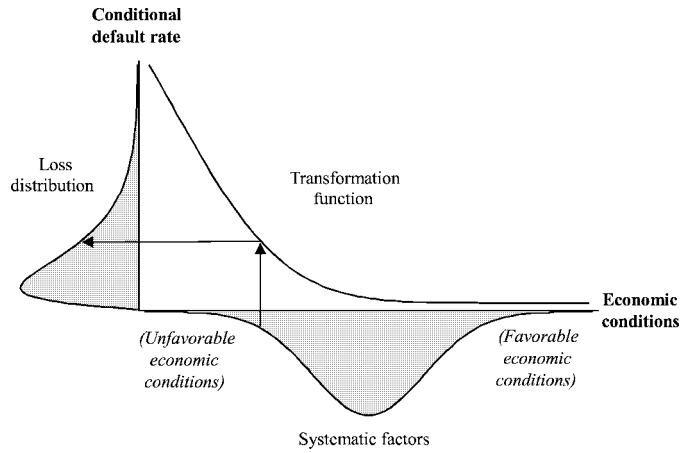 Conditional
default rate
Loss
distribution
Transformation
function
Economic
conditions
(Unfavorable
economic
conditions)
(Favorable
economic
conditions)
Systematic factors